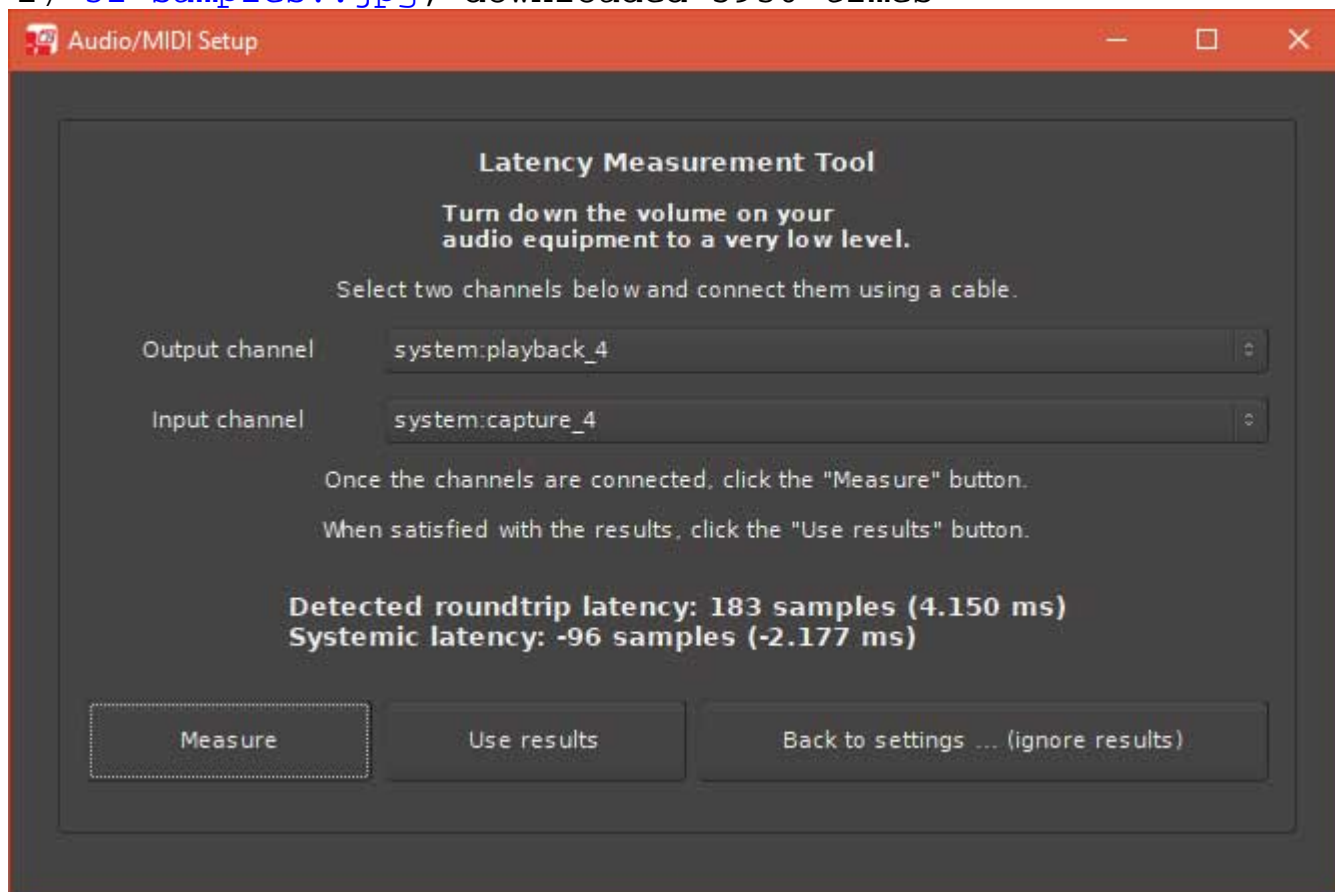 Audio/MIDI Setup
Latency Measurement Tool
Turn down the volume on your
audio equipment to a very low level.
Select two channels below and connect them using a cable.
Output channel system:playback_4
Input channel system:capture_4
Once the channels are connected, click the "Measure" button.
When satisfied with the results, click the "Use results" button.
Detected roundtrip latency: 183 samples (4.150 ms)
Systemic latency: -96 samples (-2.177 ms)
Measure Use results Back to settings ... (ignore results)